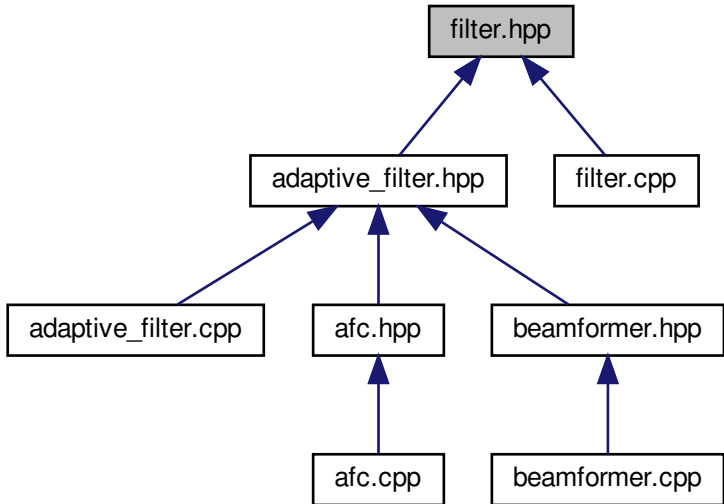 filter.hpp
adaptive_filter.hpp
filter.cpp
adaptive_filter.cpp
afc.hpp
beamformer.hpp
afc.cpp
beamformer.cpp